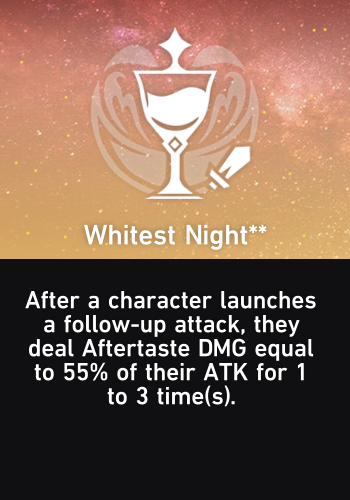 Whitest Night**
After a character launches
a follow-up attack, they
deal Aftertaste DMG equal
to 55% of their ATK for 1
to 3 time(s).